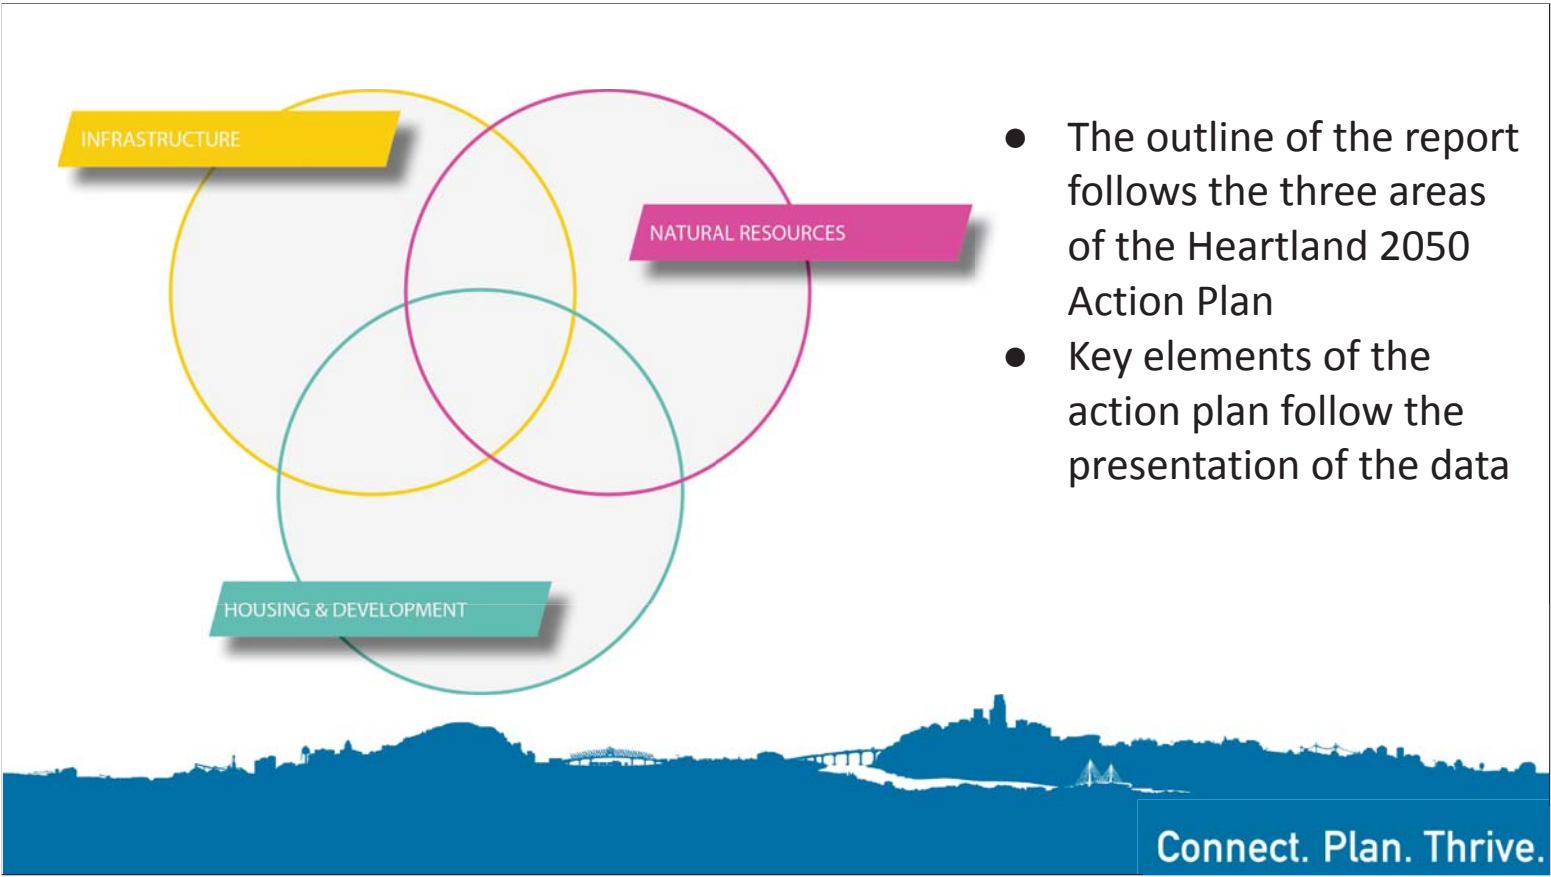 INFRASTRUCTURE
NATURAL RESOURCES
HOUSING & DEVELOPMENT
● The outline of the report
follows the three areas
of the Heartland 2050
Action Plan
● Key elements of the
action plan follow the
presentation of the data
Connect. Plan. Thrive.